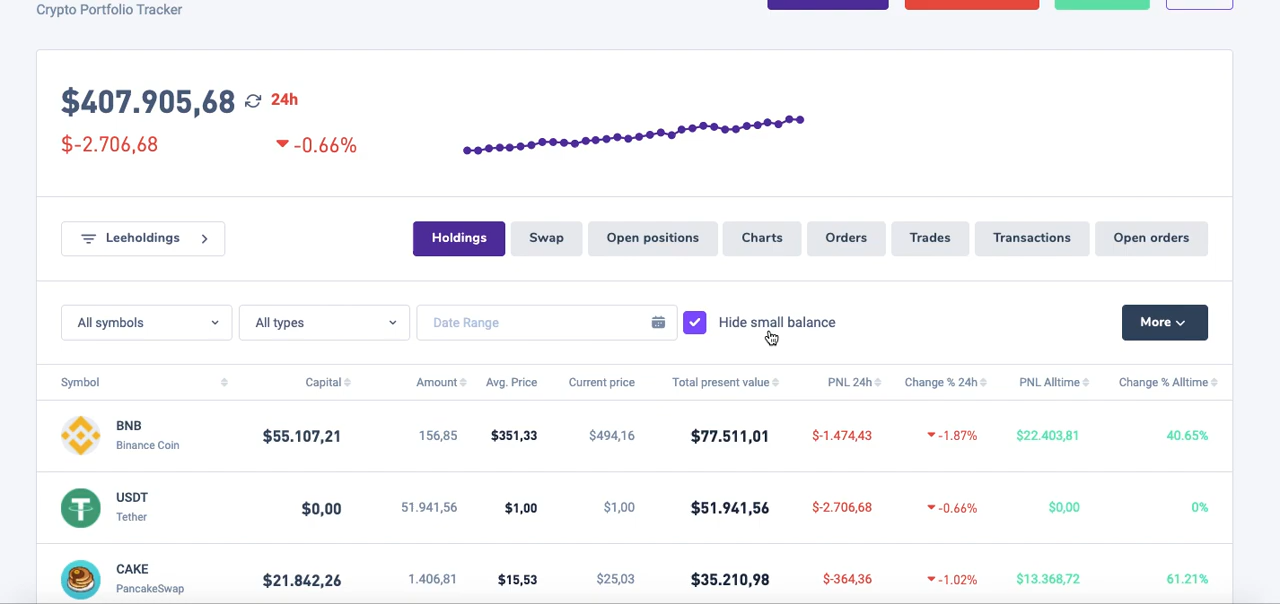 Crypto Portfolio Tracker
$407.905,68 24h
$-2.706,68 -0.66%
Leeholdings Holdings Swap Open positions Charts Orders Trades Transactions Open orders
All symbols All types Date Range Hide small balance More
Symbol Capital Amount Avg. Price Current price Total present value PNL 24h Change % 24h PNL Alltime Change % Alltime
BNB
Binance Coin
$55.107,21 156,85 $351,33 $494,16 $77.511,01 $-1.474,43 -1.87% $22.403,81 40.65%
USDT
Tether
$0,00 51.941,56 $1,00 $1,00 $51.941,56 $-2.706,68 -0.66% $0,00 0%
CAKE
PancakeSwap
$21.842,26 1.406,81 $15,53 $25,03 $35.210,98 $-364,36 -1.02% $13.368,72 61.21%